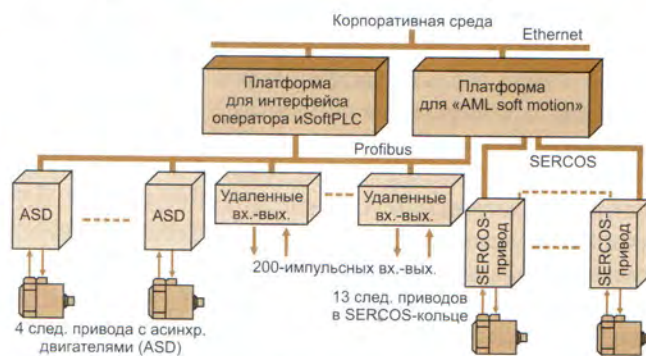 Корпоративная среда
Ethernet
Платформа
для интерфейса
оператора иSoftPLC
Платформа
для «AML soft motion»
Profibus
SERCOS
ASD
ASD
Удаленные
вх.-вых.
Удаленные
вх.-вых.
SERCOS-
привод
SERCOS-
привод
200-импульсных вх.-вых.
13 след. приводов
в SERCOS-кольце
4 след. привода с асинхр.
двигателями (ASD)